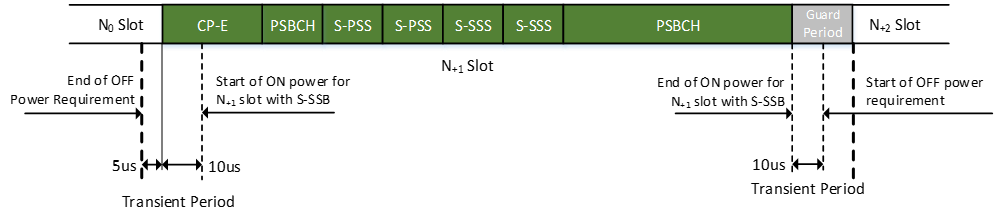 N0 Slot
CP-E
PSBCH
S-PSS
S-PSS
S-SSS
S-SSS
PSBCH
Guard
Period
N+2 Slot
N+1 Slot
End of OFF
Power Requirement
Start of ON power for
N+1 slot with S-SSB
End of ON power for
N+1 slot with S-SSB
Start of OFF power
requirement
5us
10us
10us
Transient Period
Transient Period